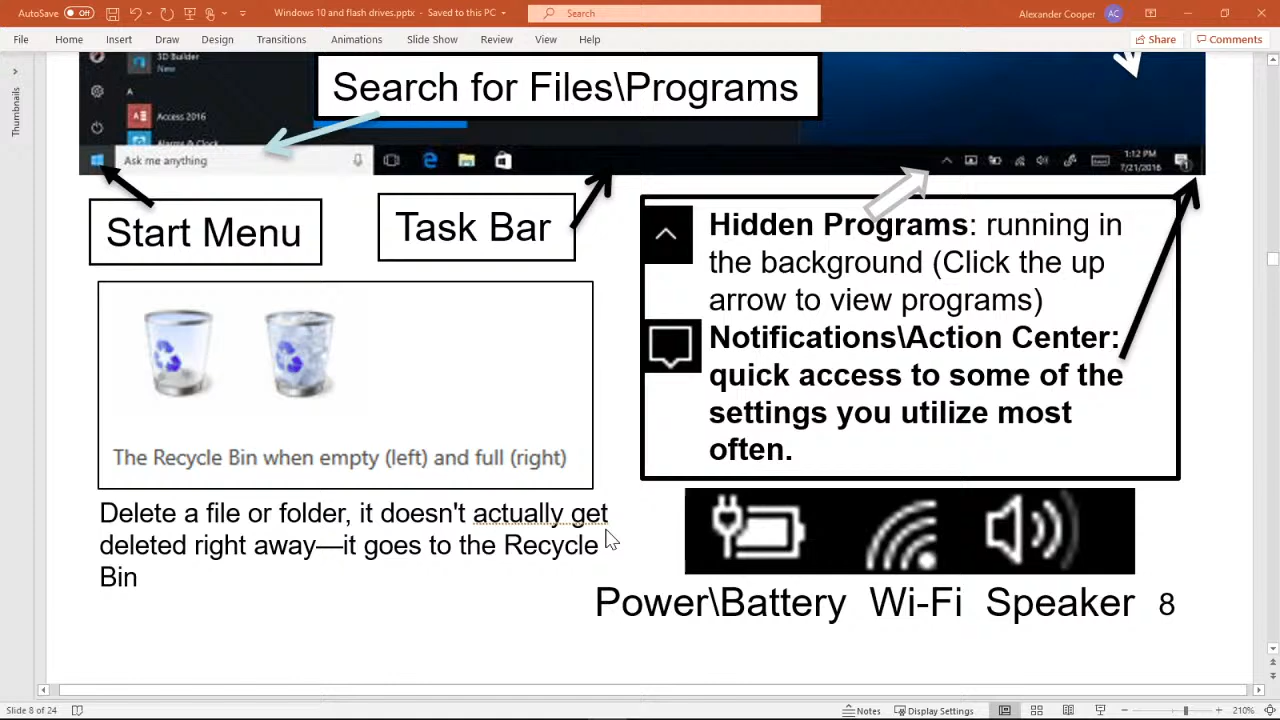 AutoSave Off Windows 10 and flash drives.pptx - Saved to this PC Search Alexander Cooper AC
File Home Insert Draw Design Transitions Animations Slide Show Review View Help Share Comments
Thumbnails
3D Builder
New
A
Access 2016
Alarms & Clock
Search for Files\Programs
Ask me anything
1:12 PM
7/21/2016
Start Menu
Task Bar
Hidden Programs: running in
the background (Click the up
arrow to view programs)
Notifications\Action Center:
quick access to some of the
settings you utilize most
often.
The Recycle Bin when empty (left) and full (right)
Delete a file or folder, it doesn't actually get
deleted right away—it goes to the Recycle
Bin
Power\Battery Wi-Fi Speaker 8
Slide 8 of 24 Notes Display Settings 210%